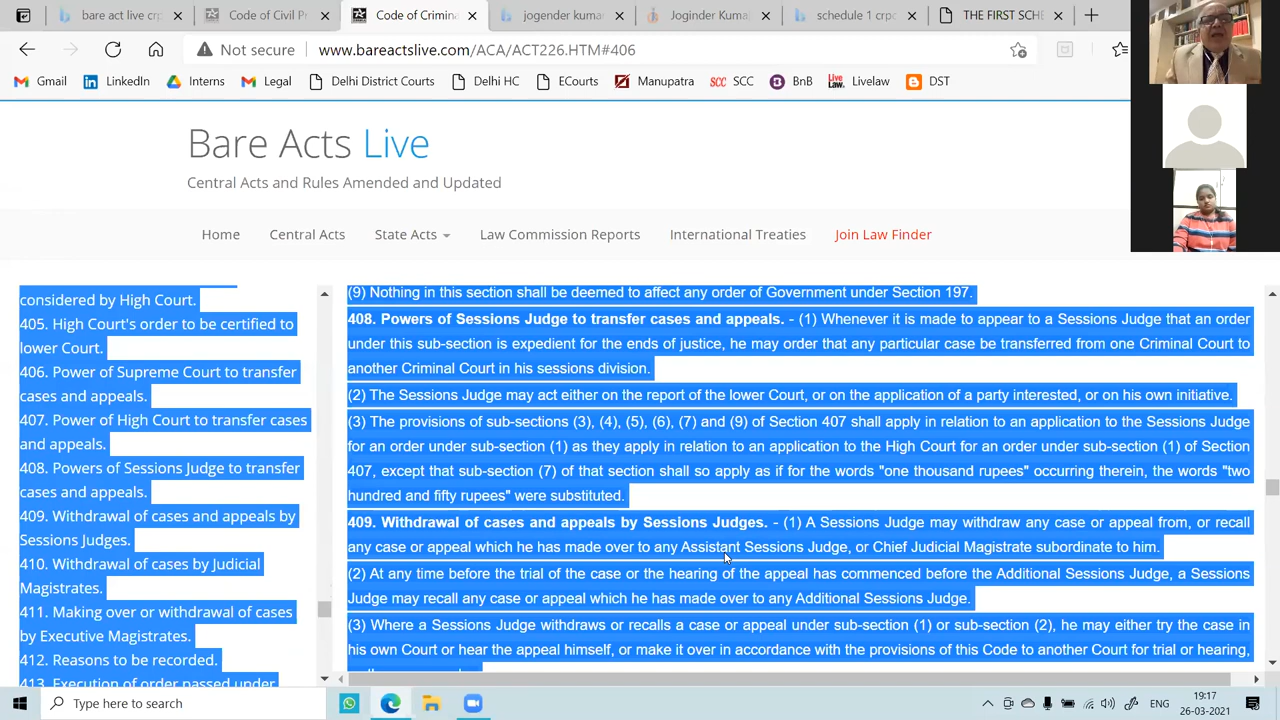 bare act live crp
Code of Civil Pr
Code of Crimina
jogender kumar
Joginder Kumar
schedule 1 crpc
THE FIRST SCHE
Not secure
www.bareactslive.com/ACA/ACT226.HTM#406
Gmail
LinkedIn
Interns
Legal
Delhi District Courts
Delhi HC
ECourts
Manupatra
SCC SCC
BnB
Live Law. Livelaw
DST
Bare Acts Live
Central Acts and Rules Amended and Updated
Home
Central Acts
State Acts
Law Commission Reports
International Treaties
Join Law Finder
considered by High Court.
405. High Court's order to be certified to
lower Court.
406. Power of Supreme Court to transfer
cases and appeals.
407. Power of High Court to transfer cases
and appeals.
408. Powers of Sessions Judge to transfer
cases and appeals.
409. Withdrawal of cases and appeals by
Sessions Judges.
410. Withdrawal of cases by Judicial
Magistrates.
411. Making over or withdrawal of cases
by Executive Magistrates.
412. Reasons to be recorded.
413. Execution of order passed under
(9) Nothing in this section shall be deemed to affect any order of Government under Section 197.
408. Powers of Sessions Judge to transfer cases and appeals. - (1) Whenever it is made to appear to a Sessions Judge that an order
under this sub-section is expedient for the ends of justice, he may order that any particular case be transferred from one Criminal Court to
another Criminal Court in his sessions division.
(2) The Sessions Judge may act either on the report of the lower Court, or on the application of a party interested, or on his own initiative.
(3) The provisions of sub-sections (3), (4), (5), (6), (7) and (9) of Section 407 shall apply in relation to an application to the Sessions Judge
for an order under sub-section (1) as they apply in relation to an application to the High Court for an order under sub-section (1) of Section
407, except that sub-section (7) of that section shall so apply as if for the words "one thousand rupees" occurring therein, the words "two
hundred and fifty rupees" were substituted.
409. Withdrawal of cases and appeals by Sessions Judges. - (1) A Sessions Judge may withdraw any case or appeal from, or recall
any case or appeal which he has made over to any Assistant Sessions Judge, or Chief Judicial Magistrate subordinate to him.
(2) At any time before the trial of the case or the hearing of the appeal has commenced before the Additional Sessions Judge, a Sessions
Judge may recall any case or appeal which he has made over to any Additional Sessions Judge.
(3) Where a Sessions Judge withdraws or recalls a case or appeal under sub-section (1) or sub-section (2), he may either try the case in
his own Court or hear the appeal himself, or make it over in accordance with the provisions of this Code to another Court for trial or hearing,
Type here to search
ENG
19:17
26-03-2021